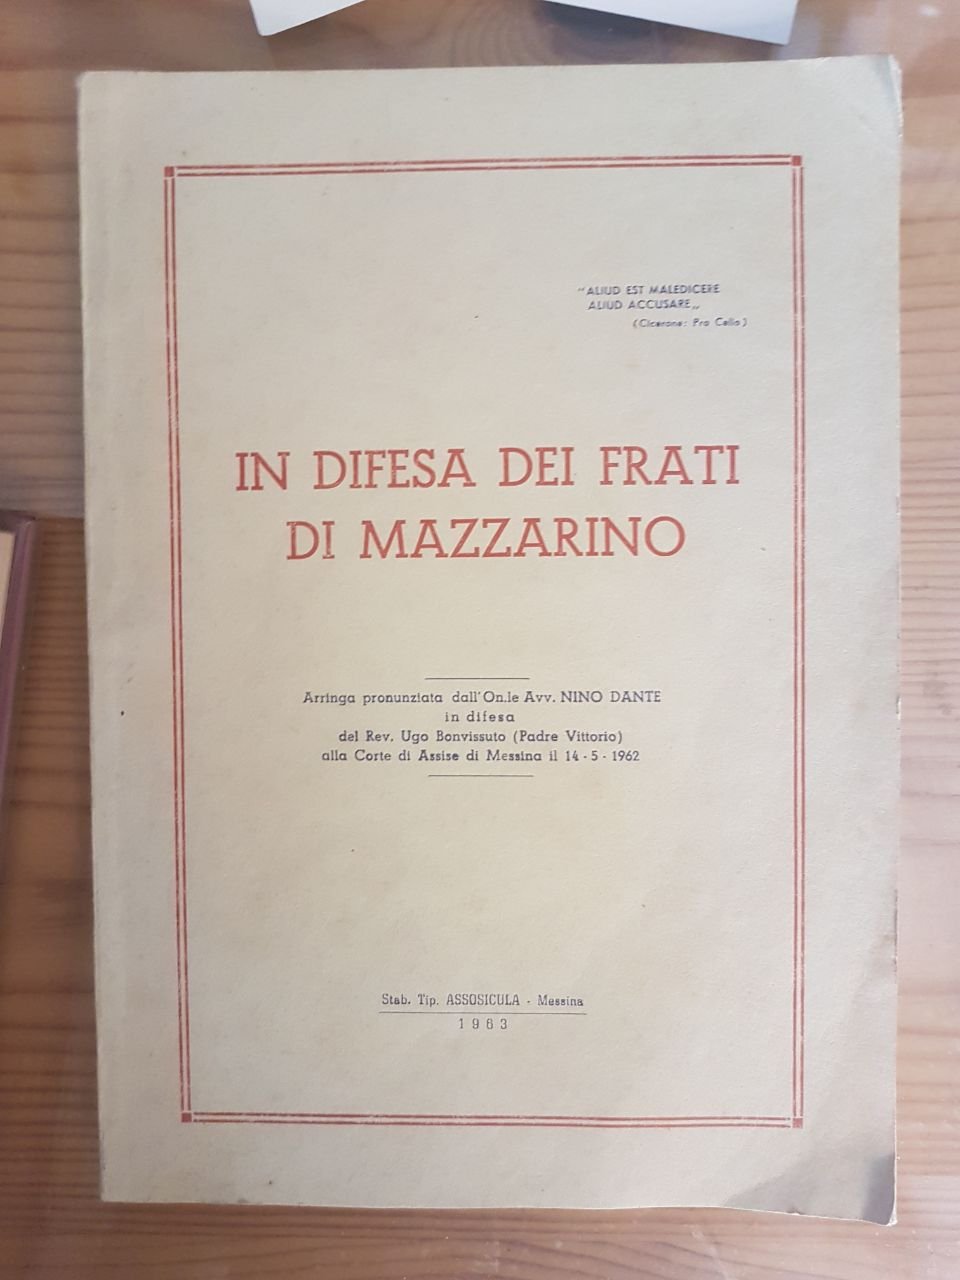 "ALIUD EST MALEDICERE
ALIUD ACCUSARE„
(Cicerone: Pro Celio)
IN DIFESA DEI FRATI
DI MAZZARINO
Arringa pronunziata dall'On.le Avv. NINO DANTE
in difesa
del Rev. Ugo Bonvissuto (Padre Vittorio)
alla Corte di Assise di Messina il 14 - 5 - 1962
Stab. Tip. ASSOSICULA - Messina
1963